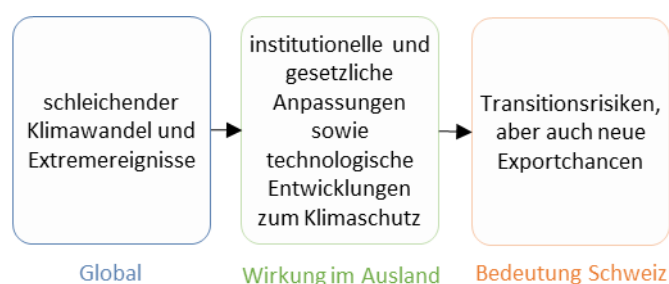 schleichender
Klimawandel und
Extremereignisse
institutionelle und
gesetzliche
Anpassungen
sowie
technologische
Entwicklungen
zum Klimaschutz
Transitionsrisiken,
aber auch neue
Exportchancen
Global
Wirkung im Ausland
Bedeutung Schweiz